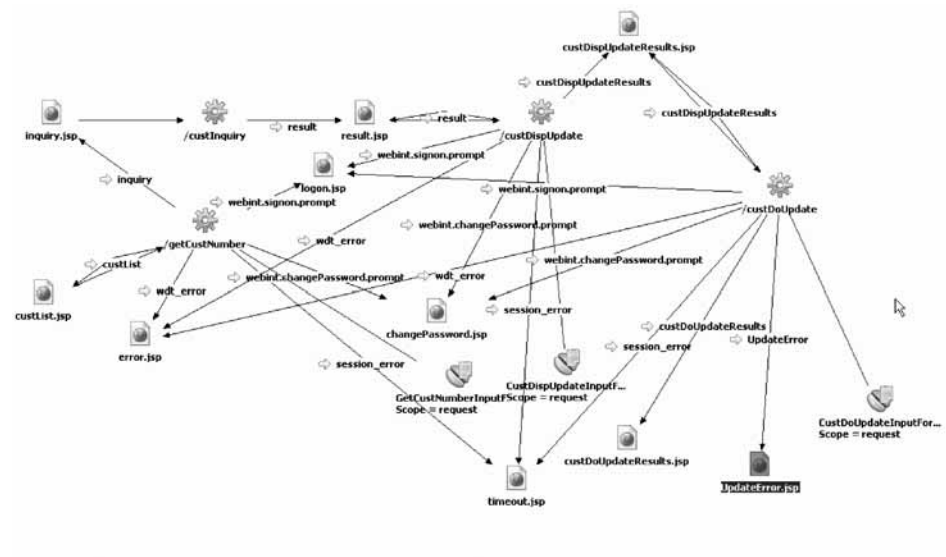 custDispUpdateResults.jsp
custDispUpdateResults
custDispUpdateResults
inquiry.jsp
/custInquiry
result
result.jsp
result
/custDispUpdate
webint.signon.prompt
inquiry
logon.jsp
webint.signon.prompt
webint.signon.prompt
/custDoUpdate
webint.changePassword.prompt
/getCustNumber
wdt_error
custList
webint.changePassword.prompt
wdt_error
webint.changePassword.prompt
wdt_error
custList.jsp
session_error
changePassword.jsp
custDoUpdateResults
error.jsp
UpdateError
session_error
session_error
CustDispUpdateInputF...
Scope = request
GetCustNumberInputF
Scope = request
CustDoUpdateInputFor...
Scope = request
custDoUpdateResults.jsp
UpdateError.jsp
timeout.jsp